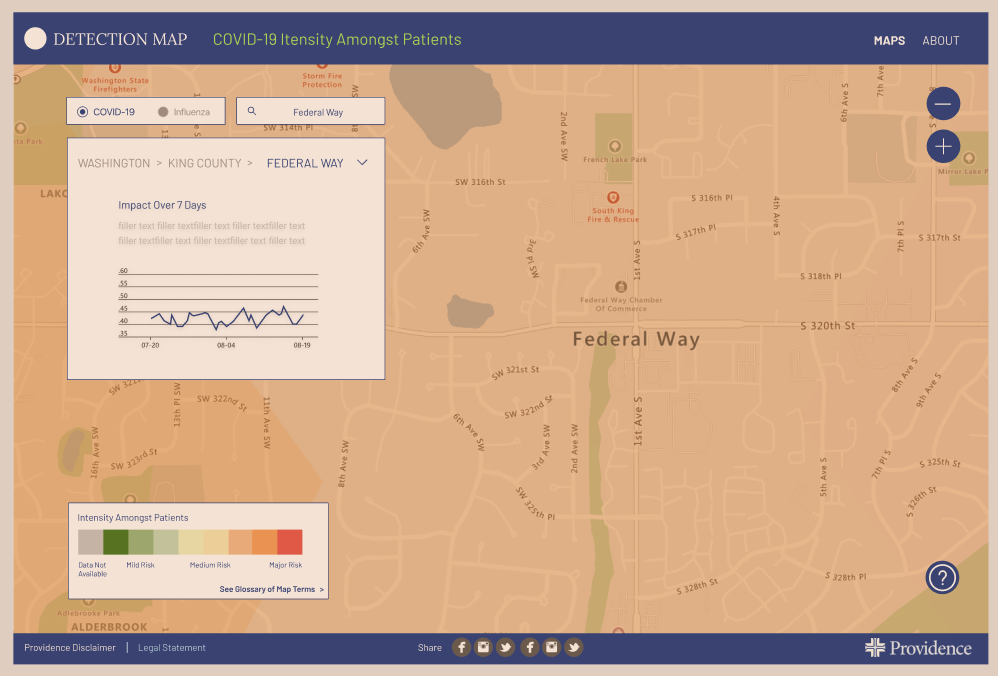 DETECTION MAP
COVID-19 Itensity Amongst Patients
MAPS
ABOUT
Washington State
Firefighters
Storm Fire
Protection
COVID-19
Influenza
Federal Way
SW 314th Pl
WASHINGTON > KING COUNTY > FEDERAL WAY
Impact Over 7 Days
filler text filler textfiller text filler textfiller text
filler textfiller text filler textfiller text filler text
.60
.55
.50
.45
.40
.35
07-20
08-04
08-19
2nd Ave SW
French Lake Park
6th Ave S
7th Ave
Mirror Lake P
SW 316th St
S 316th Pl
South King
Fire & Rescue
4th Ave S
6th Ave SW
3rd Pl SW
1st Ave S
S 317th Pl
7th Pl S
S 317th St
S 318th Pl
Federal Way Chamber
Of Commerce
Federal Way
S 320th St
SW 321st St
8th Ave S
9th Ave S
SW 322nd St
13th Pl SW
SW 322nd St
11th Ave SW
6th Ave SW
1st Ave S
16th Ave SW
SW 323rd St
8th Ave SW
3rd Ave SW
2nd Ave SW
5th Ave S
7th Pl S
S 325th St
SW 325th Pl
S 326th St
Intensity Amongst Patients
Data Not
Available
Mild Risk
Medium Risk
Major Risk
See Glossary of Map Terms >
S 328th St
S 328th Pl
?
Adlebrooke Park
ALDERBROOK
Providence Disclaimer | Legal Statement
Share
Providence